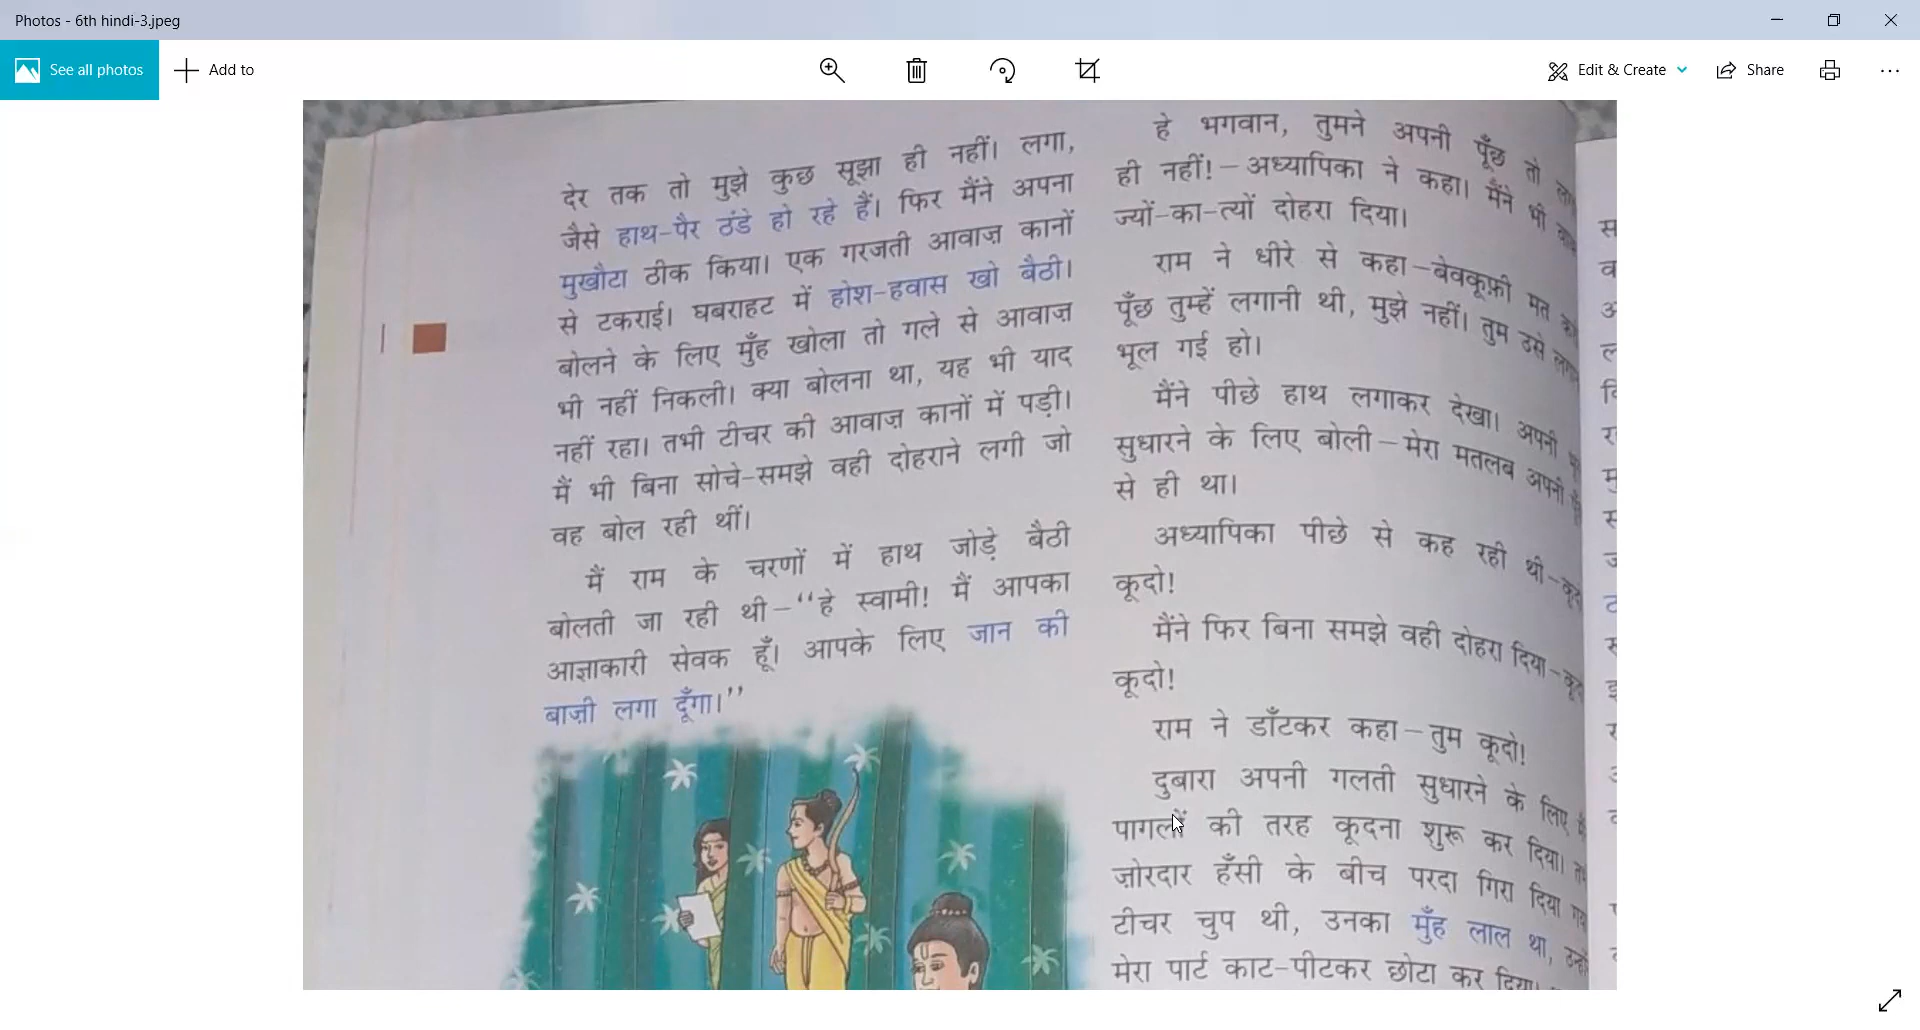 Photos - 6th hindi-3.jpeg
See all photos
Add to
Edit & Create
Share
देर तक तो मुझे कुछ सूझा ही नहीं। लगा,
जैसे हाथ-पैर ठंडे हो रहे हैं। फिर मैंने अपना
मुखौटा ठीक किया। एक गरजती आवाज़ कानों
से टकराई। घबराहट में होश-हवास खो बैठी।
बोलने के लिए मुँह खोला तो गले से आवाज़
भी नहीं निकली। क्या बोलना था, यह भी याद
नहीं रहा। तभी टीचर की आवाज़ कानों में पड़ी।
मैं भी बिना सोचे-समझे वही दोहराने लगी जो
वह बोल रही थीं।
मैं राम के चरणों में हाथ जोड़े बैठी
बोलती जा रही थी–“हे स्वामी! मैं आपका
आज्ञाकारी सेवक हूँ। आपके लिए जान की
बाज़ी लगा दूँगा।”
हे भगवान, तुमने अपनी पूँछ तो
ही नहीं!–अध्यापिका ने कहा। मैंने भी
ज्यों-का-त्यों दोहरा दिया।
राम ने धीरे से कहा–बेवकूफ़ी मत
पूँछ तुम्हें लगानी थी, मुझे नहीं। तुम उसे
भूल गई हो।
मैंने पीछे हाथ लगाकर देखा। अपनी
सुधारने के लिए बोली–मेरा मतलब अपनी
से ही था।
अध्यापिका पीछे से कह रही थी–
कूदो!
मैंने फिर बिना समझे वही दोहरा दिया–
कूदो!
राम ने डाँटकर कहा–तुम कूदो!
दुबारा अपनी गलती सुधारने के लिए
पागलों की तरह कूदना शुरू कर दिया।
ज़ोरदार हँसी के बीच परदा गिरा दिया
टीचर चुप थी, उनका मुँह लाल था,
मेरा पार्ट काट-पीटकर छोटा कर दिया।